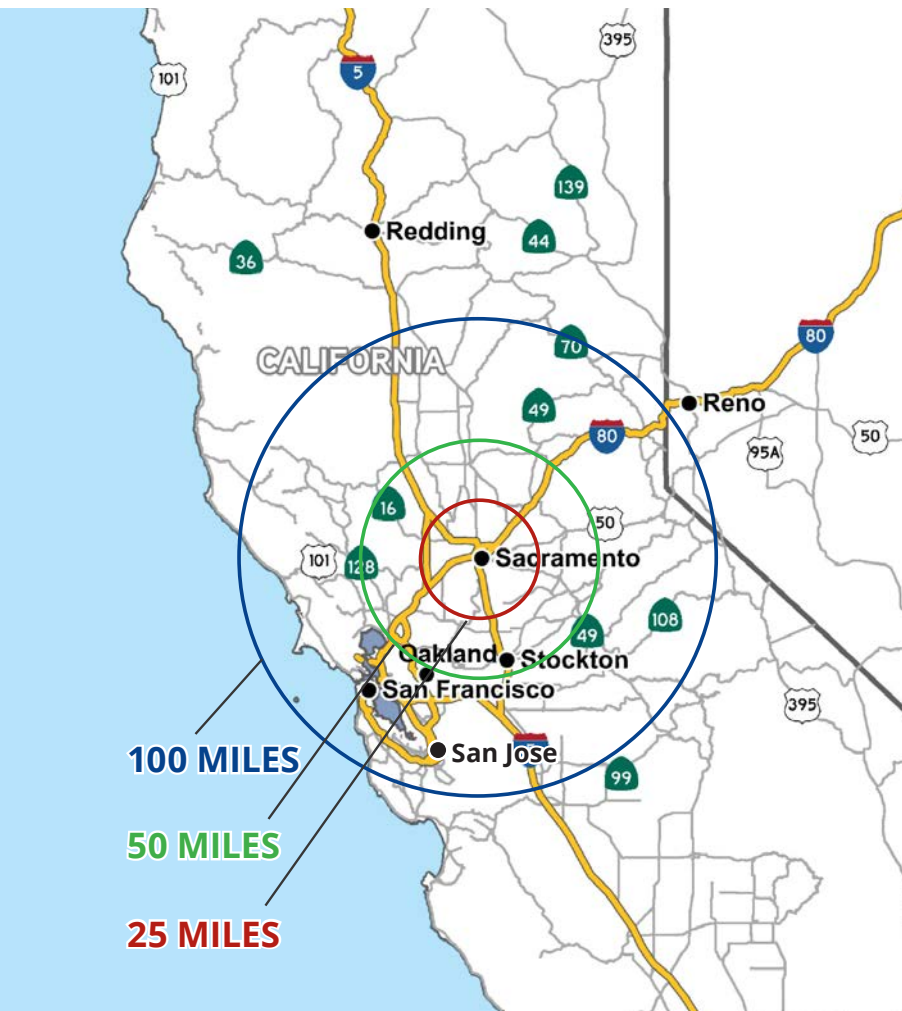 395
5
101
139
Redding
44
36
80
70
CALIFORNIA
Reno
49
80
50
95A
16
50
Sacramento
101
128
108
49
Oakland
Stockton
San Francisco
395
100 MILES
San Jose
99
50 MILES
25 MILES